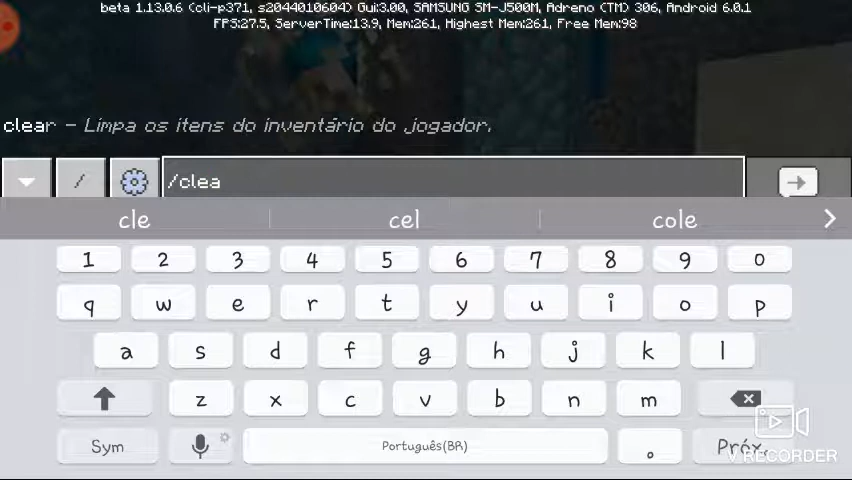 beta 1.13.0.6 (cli-p371, s2044010604) Gui:3.00, SAMSUNG SM-J500M, Adreno (TM) 306, Android 6.0.1
FPS:27.5, ServerTime:13.9, Mem:261, Highest Mem:261, Free Mem:98
clear – Limpa os itens do inventário do jogador.
/ /clea
cle cel cole
1 2 3 4 5 6 7 8 9 0
q w e r t y u i o p
a s d f g h j k l
z x c v b n m
Sym Português(BR) . Próx.
V RECORDER